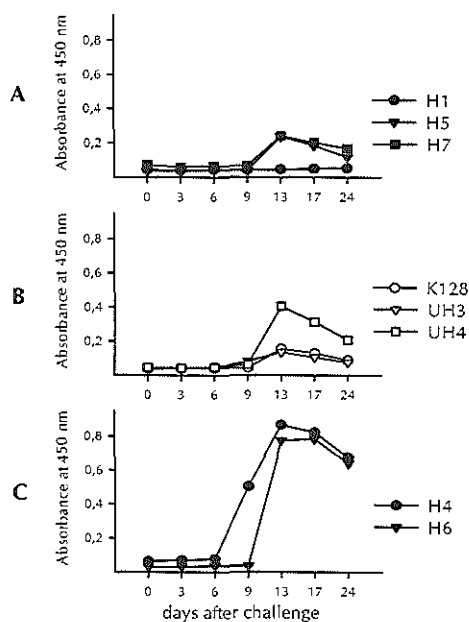 A
Absorbance at 450 nm
0,8
0,6
0,4
0,2
0 3 6 9 13 17 24
H1
H5
H7
B
Absorbance at 450 nm
0,8
0,6
0,4
0,2
0 3 6 9 13 17 24
K128
UH3
UH4
C
Absorbance at 450 nm
0,8
0,6
0,4
0,2
0 3 6 9 13 17 24
days after challenge
H4
H6